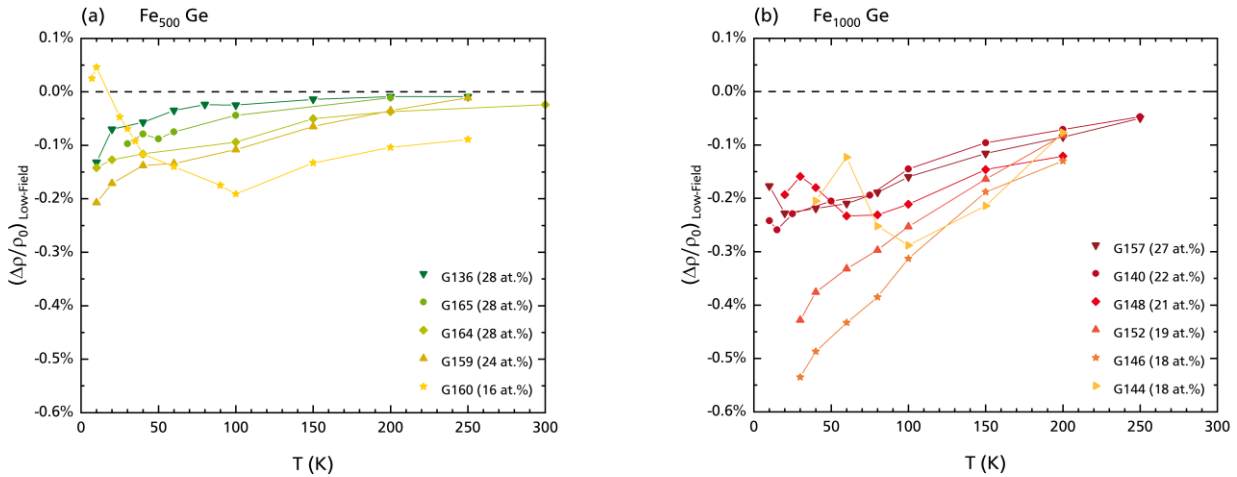 (a) Fe500 Ge
0.1%
0.0%
-0.1%
-0.2%
-0.3%
-0.4%
-0.5%
-0.6%
(Δρ/ρ0) Low-Field
G136 (28 at.%)
G165 (28 at.%)
G164 (28 at.%)
G159 (24 at.%)
G160 (16 at.%)
0 50 100 150 200 250 300
T (K)
(b) Fe1000 Ge
0.1%
0.0%
-0.1%
-0.2%
-0.3%
-0.4%
-0.5%
-0.6%
(Δρ/ρ0) Low-Field
G157 (27 at.%)
G140 (22 at.%)
G148 (21 at.%)
G152 (19 at.%)
G146 (18 at.%)
G144 (18 at.%)
0 50 100 150 200 250 300
T (K)